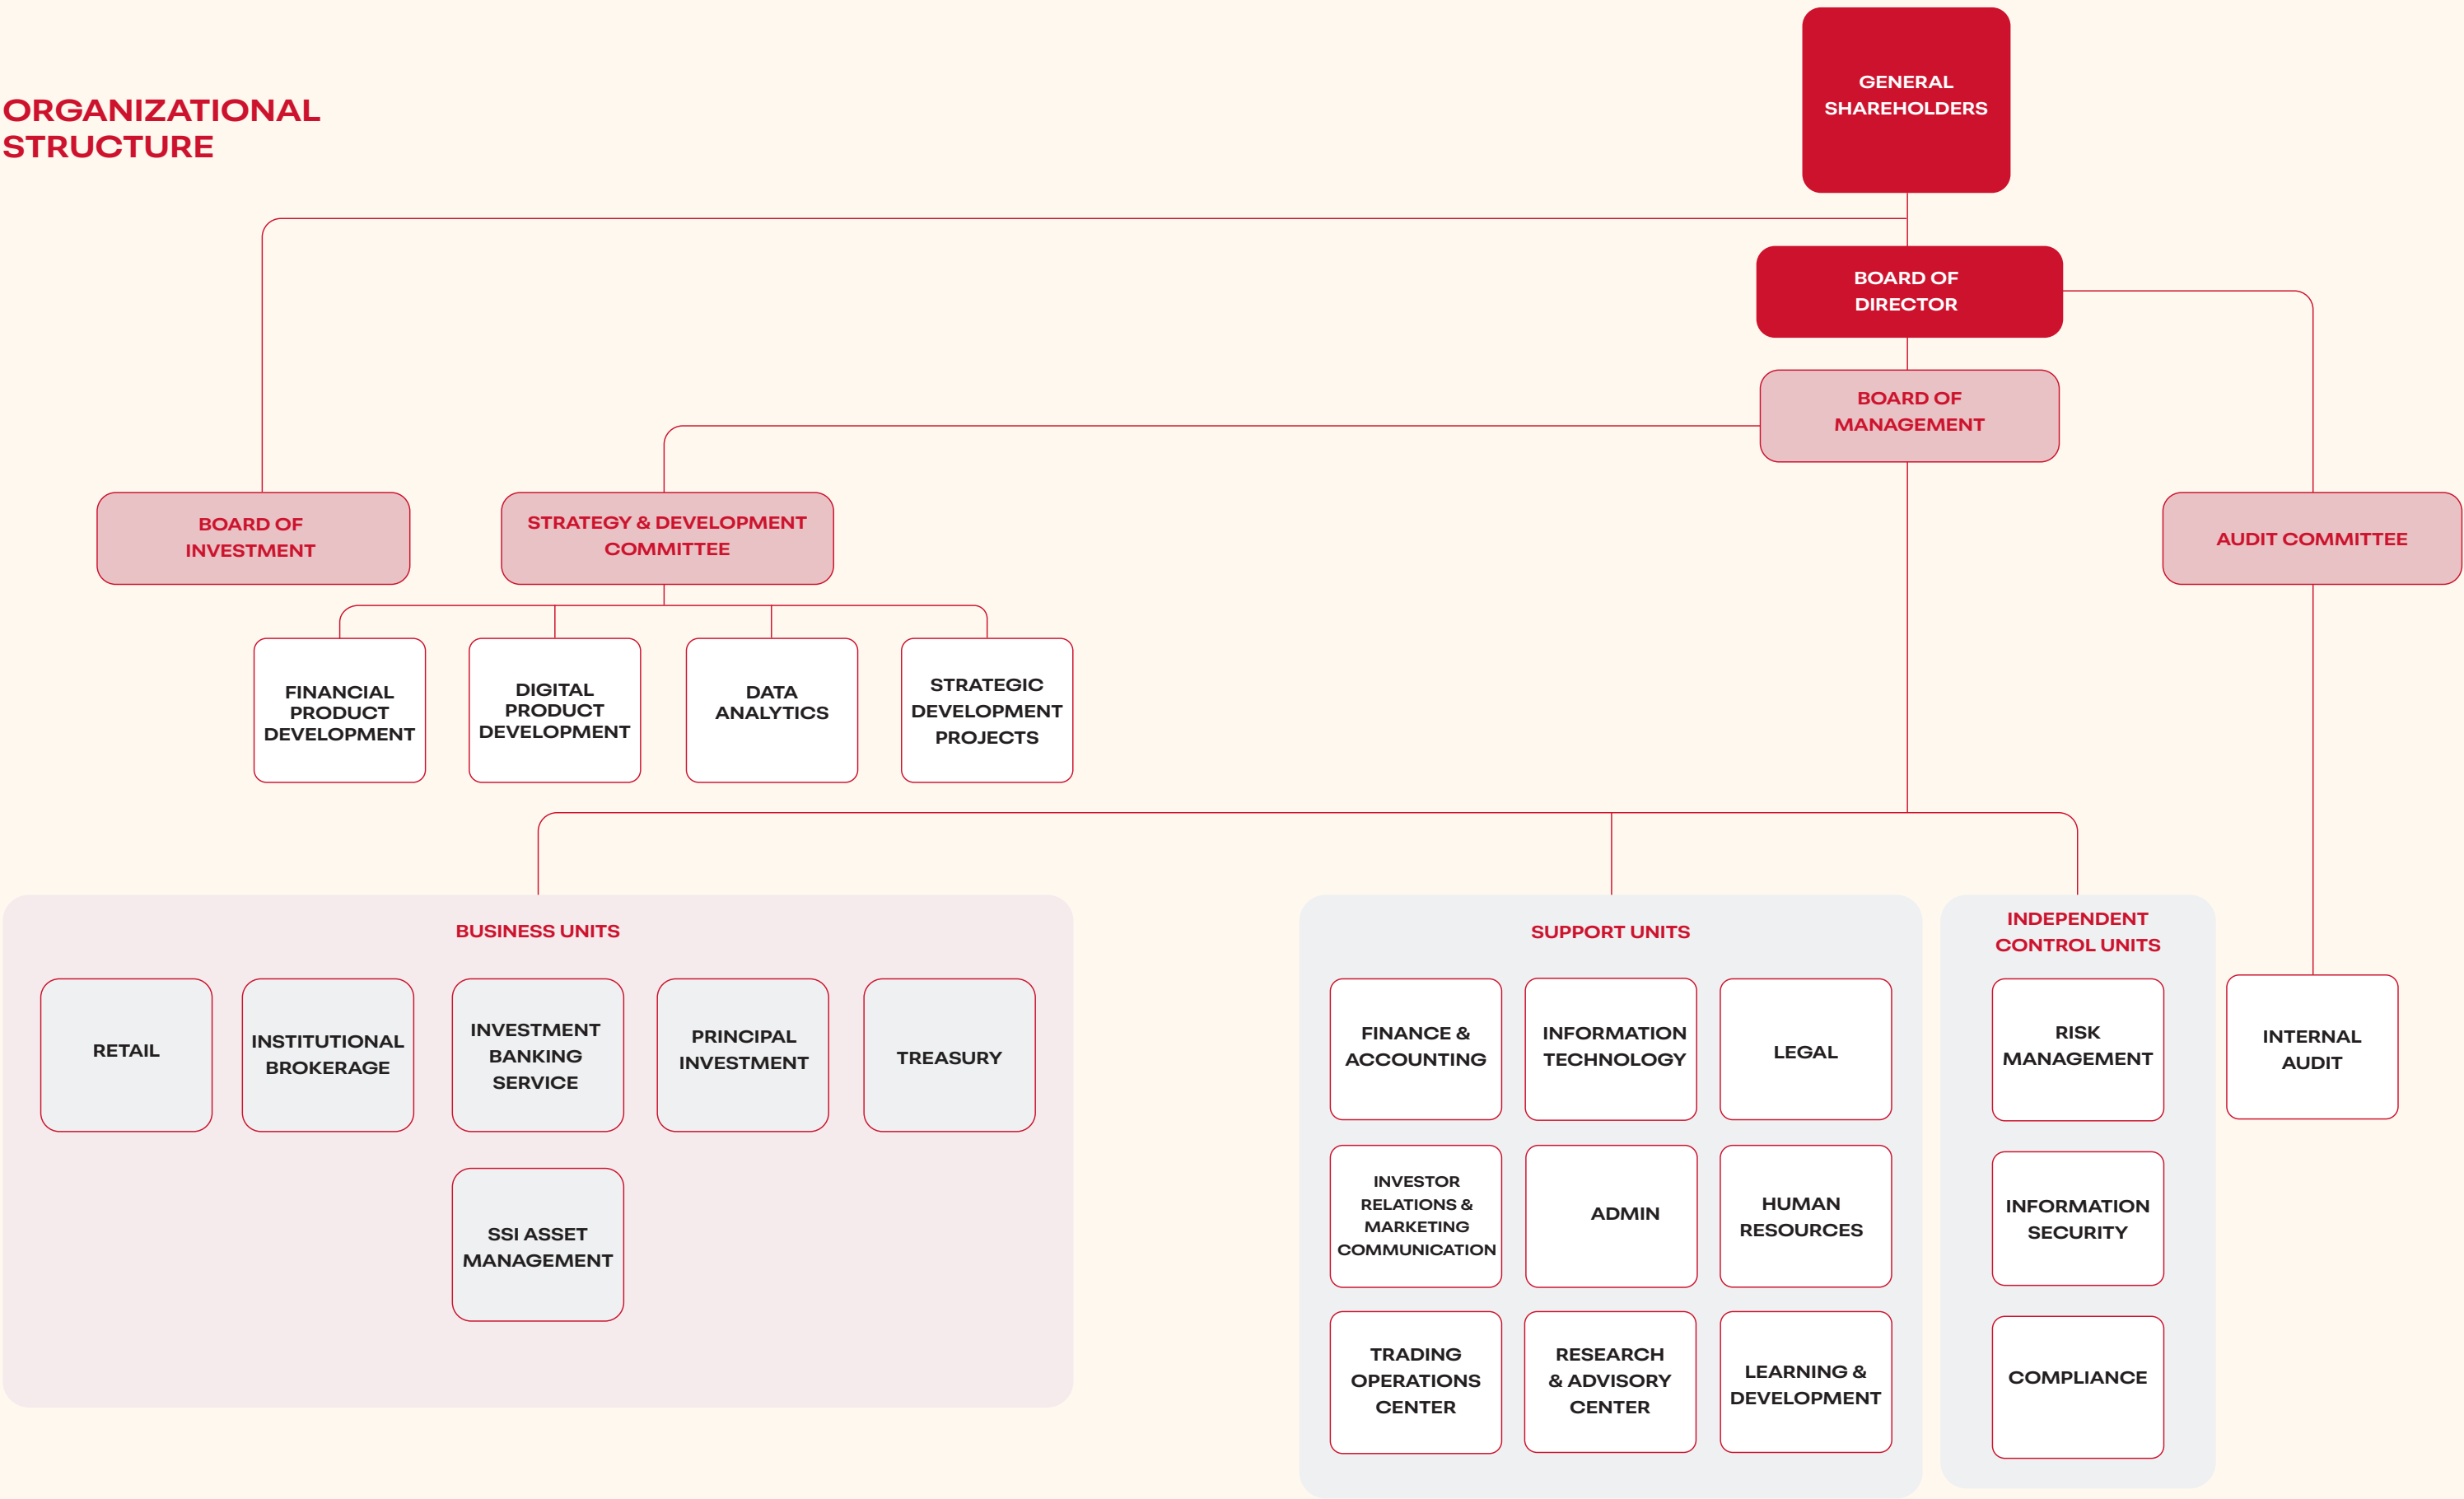 ORGANIZATIONAL
STRUCTURE
GENERAL
SHAREHOLDERS
BOARD OF
DIRECTOR
BOARD OF
MANAGEMENT
BOARD OF
INVESTMENT
STRATEGY & DEVELOPMENT
COMMITTEE
AUDIT COMMITTEE
FINANCIAL
PRODUCT
DEVELOPMENT
DIGITAL
PRODUCT
DEVELOPMENT
DATA
ANALYTICS
STRATEGIC
DEVELOPMENT
PROJECTS
BUSINESS UNITS
RETAIL
INSTITUTIONAL
BROKERAGE
INVESTMENT
BANKING
SERVICE
PRINCIPAL
INVESTMENT
TREASURY
SSI ASSET
MANAGEMENT
SUPPORT UNITS
FINANCE &
ACCOUNTING
INFORMATION
TECHNOLOGY
LEGAL
INVESTOR
RELATIONS &
MARKETING
COMMUNICATION
ADMIN
HUMAN
RESOURCES
TRADING
OPERATIONS
CENTER
RESEARCH
& ADVISORY
CENTER
LEARNING &
DEVELOPMENT
INDEPENDENT
CONTROL UNITS
RISK
MANAGEMENT
INFORMATION
SECURITY
COMPLIANCE
INTERNAL
AUDIT